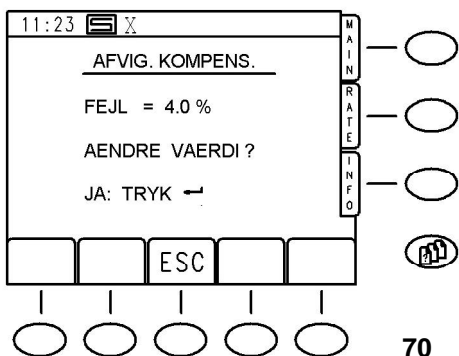 11:23 S X
AFVIG. KOMPENS.
FEJL = 4.0 %
AENDRE VAERDI ?
JA: TRYK ↵
MAIN
RATE
INFO
ESC
?
70